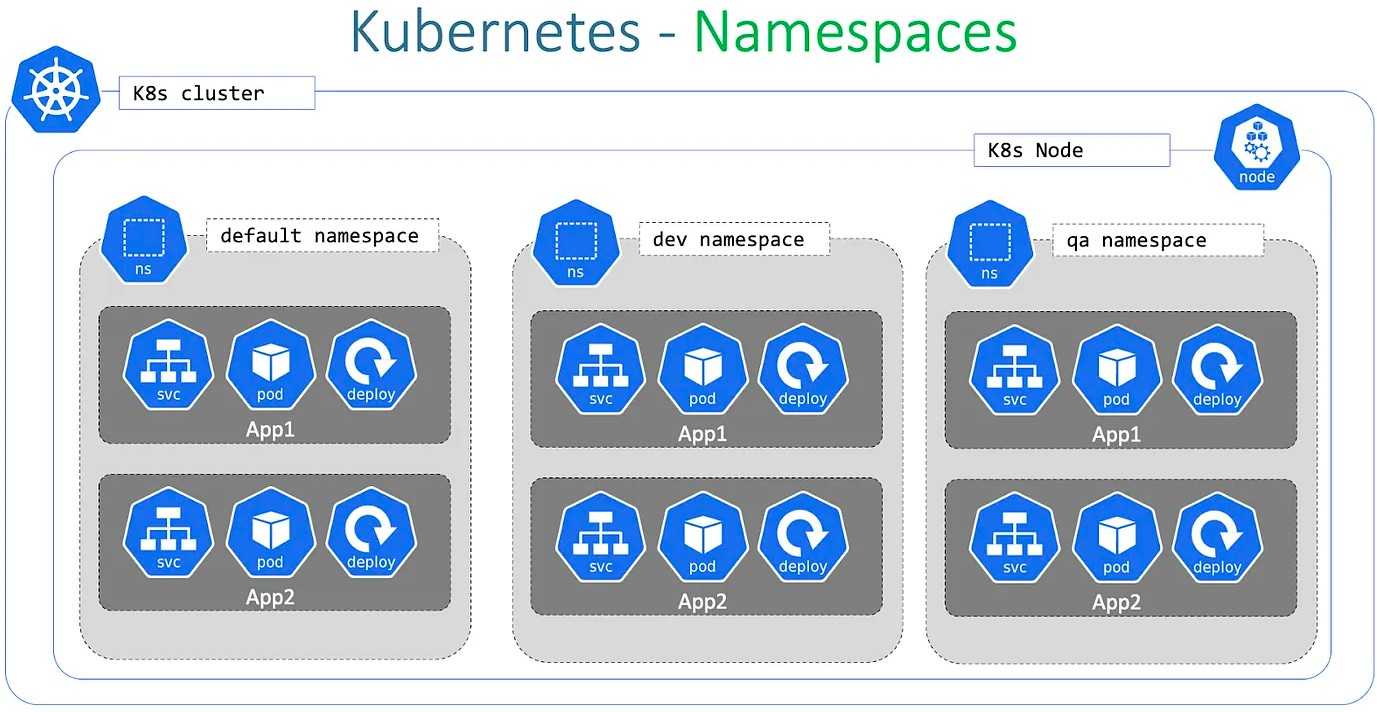 Kubernetes - Namespaces
K8s cluster
K8s Node
node
default namespace
ns
svc pod deploy
App1
svc pod deploy
App2
dev namespace
ns
svc pod deploy
App1
svc pod deploy
App2
qa namespace
ns
svc pod deploy
App1
svc pod deploy
App2